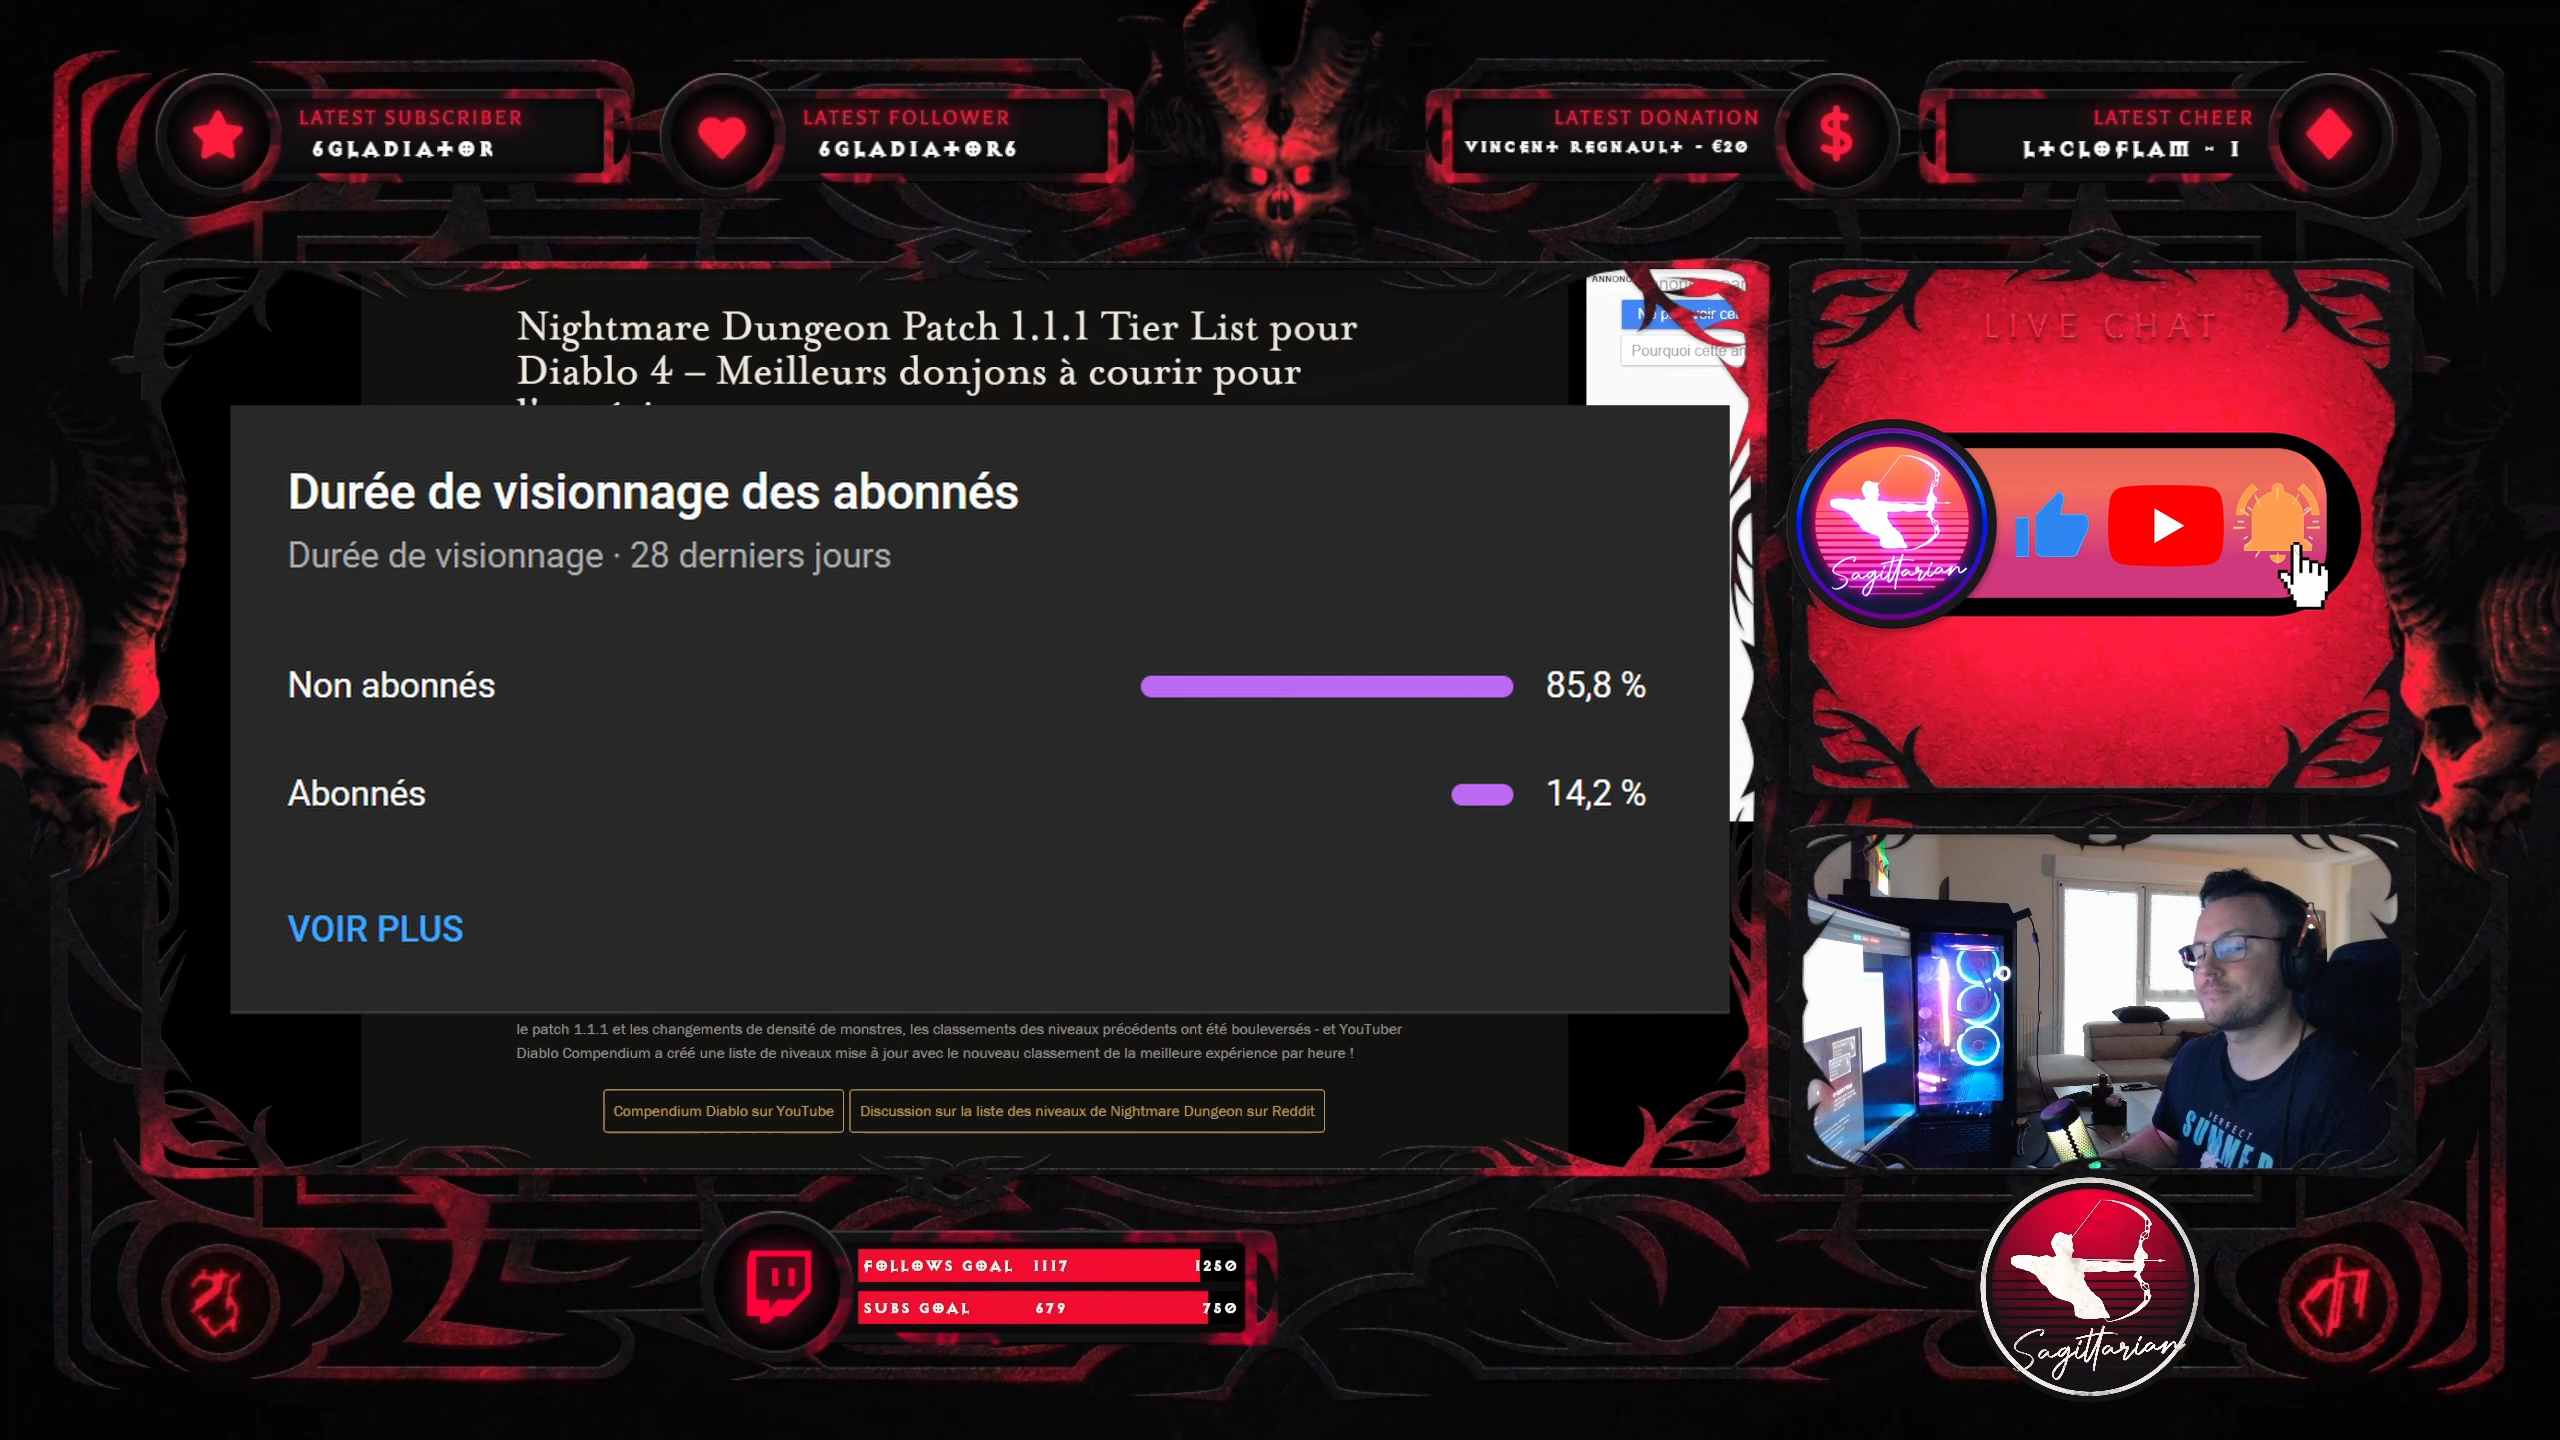 LATEST SUBSCRIBER
6GLADIATOR
LATEST FOLLOWER
6GLADIATOR6
LATEST DONATION
VINCENT REGNAULT - €20
LATEST CHEER
LTCLOFLAM - 1
Nightmare Dungeon Patch 1.1.1 Tier List pour
Diablo 4 – Meilleurs donjons à courir pour
Pourquoi cette an
LIVE CHAT
Durée de visionnage des abonnés
Durée de visionnage · 28 derniers jours
Non abonnés 85,8 %
Abonnés 14,2 %
VOIR PLUS
Sagittarian
le patch 1.1.1 et les changements de densité de monstres, les classements des niveaux précédents ont été bouleversés - et YouTuber
Diablo Compendium a créé une liste de niveaux mise à jour avec le nouveau classement de la meilleure expérience par heure !
Compendium Diablo sur YouTube
Discussion sur la liste des niveaux de Nightmare Dungeon sur Reddit
PERFECT
SUMMER
FOLLOWS GOAL 1117 1250
SUBS GOAL 679 750
Sagittarian